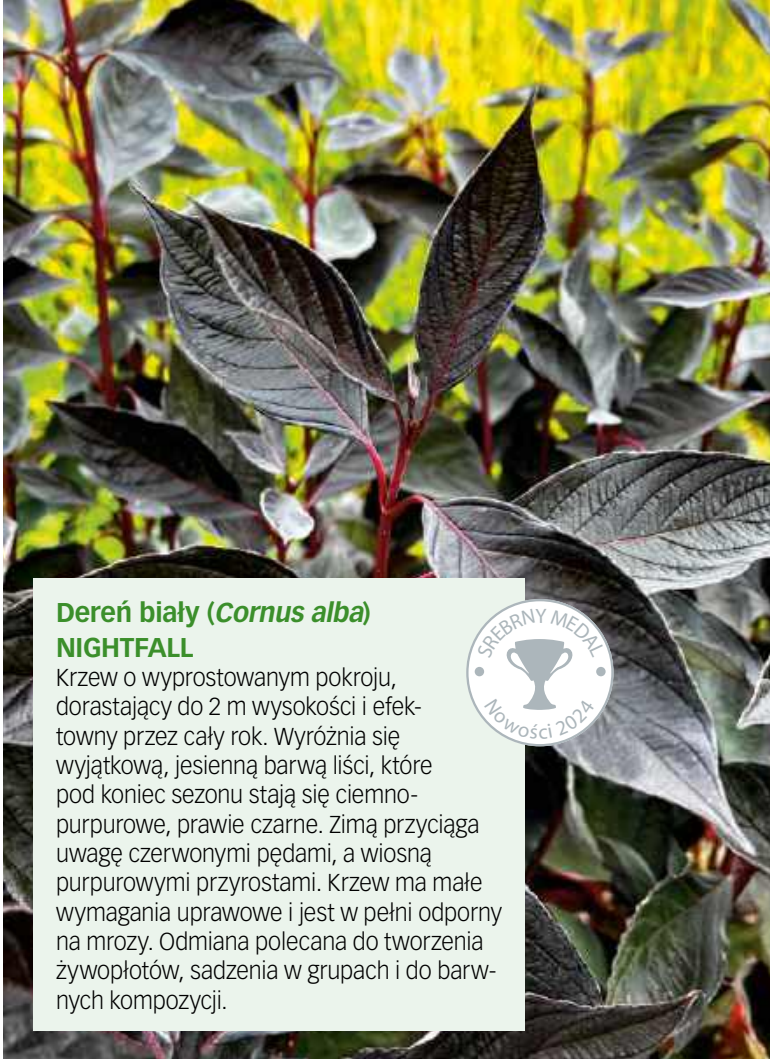 Dereń biały (Cornus alba)
NIGHTFALL
Krzew o wyprostowanym pokroju,
dorastający do 2 m wysokości i efek-
towny przez cały rok. Wyróżnia się
wyjątkową, jesienną barwą liści, które
pod koniec sezonu stają się ciemno-
purpurowe, prawie czarne. Zimą przyciąga
uwagę czerwonymi pędami, a wiosną
purpurowymi przyrostami. Krzew ma małe
wymagania uprawowe i jest w pełni odporny
na mrozy. Odmiana polecana do tworzenia
żywopłotów, sadzenia w grupach i do barw-
nych kompozycji.
SREBRNY MEDAL
Nowości 2024